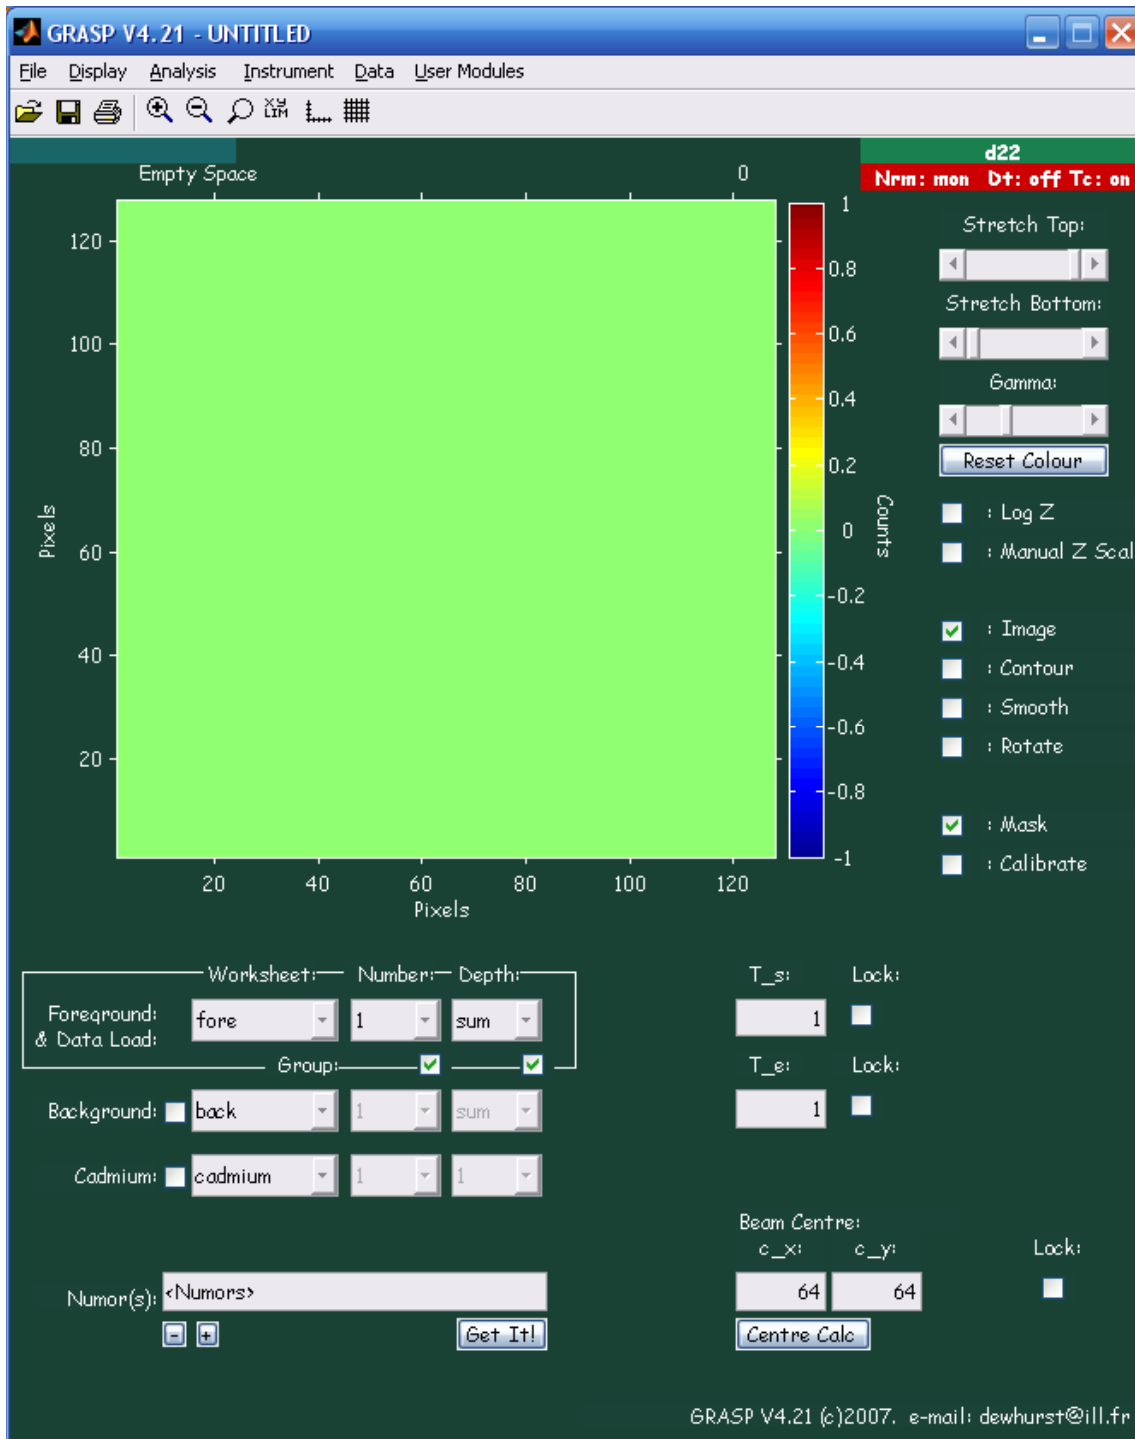 GRASP V4.21 - UNTITLED
File Display Analysis Instrument Data User Modules
XY
LIM
d22
Nrm: mon Dt: off Tc: on
Empty Space 0
Stretch Top:
Stretch Bottom:
Gamma:
Reset Colour
: Log Z
: Manual Z Scal
: Image
: Contour
: Smooth
: Rotate
: Mask
: Calibrate
120
100
80
60
40
20
Pixels
20 40 60 80 100 120
Pixels
1
0.8
0.6
0.4
0.2
0
-0.2
-0.4
-0.6
-0.8
-1
Counts
Worksheet: Number: Depth:
Foreground:
& Data Load:
fore 1 sum
Group:
Background: back 1 sum
Cadmium: cadmium 1 1
T_s: Lock:
1
T_e: Lock:
1
Beam Centre:
c_x: c_y: Lock:
64 64
Centre Calc
Numor(s): <Numors>
- +
Get It!
GRASP V4.21 (c)2007. e-mail: dewhurst@ill.fr